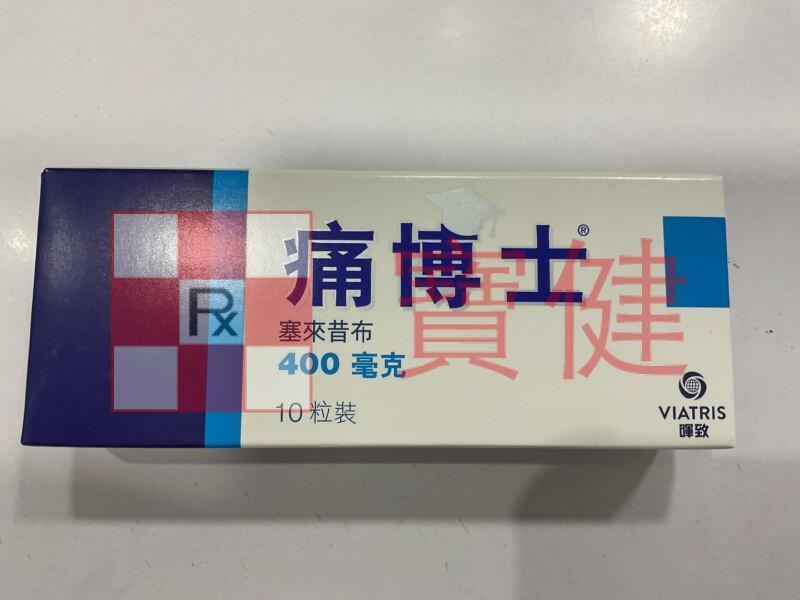 痛博士®
Rx
塞來昔布
400 毫克
10 粒裝
VIATRIS
暉致
寶健